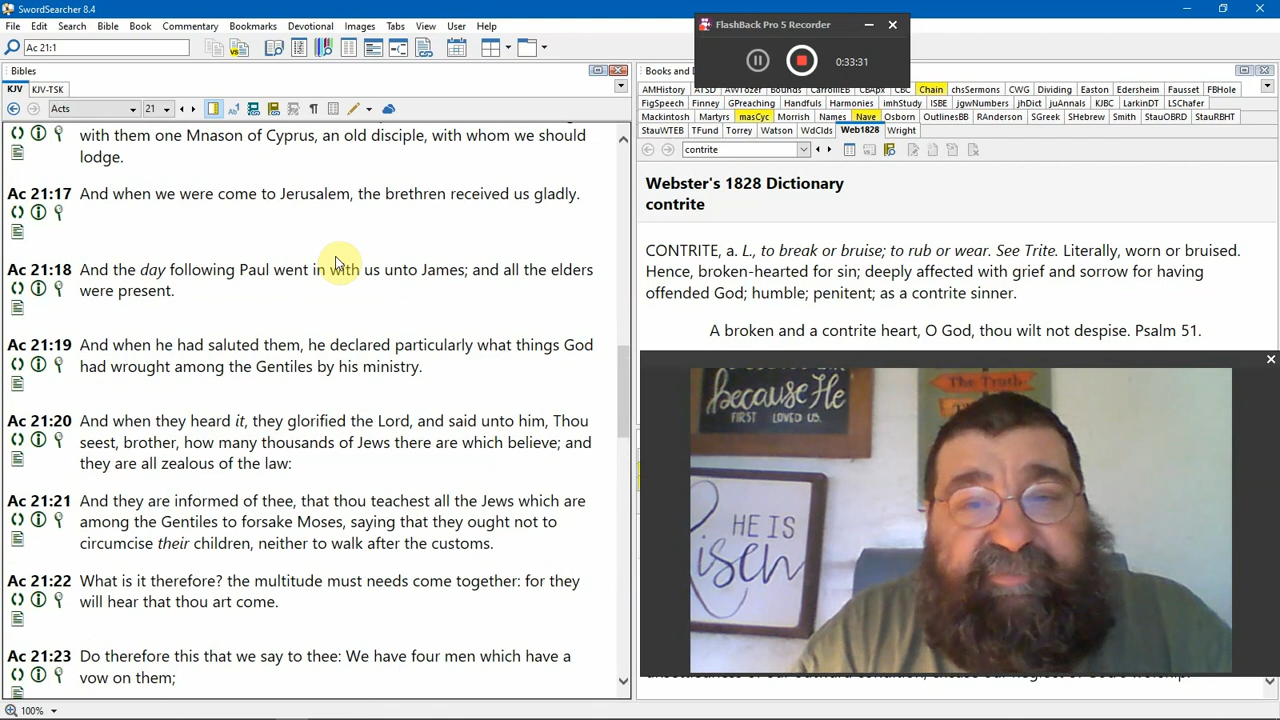 SwordSearcher 8.4
File Edit Search Bible Book Commentary Bookmarks Devotional Images Tabs View User Help
Ac 21:1
FlashBack Pro 5 Recorder
0:33:31
Bibles
KJV KJV-TSK
Acts 21
with them one Mnason of Cyprus, an old disciple, with whom we should
lodge.
Ac 21:17 And when we were come to Jerusalem, the brethren received us gladly.
Ac 21:18 And the day following Paul went in with us unto James; and all the elders
were present.
Ac 21:19 And when he had saluted them, he declared particularly what things God
had wrought among the Gentiles by his ministry.
Ac 21:20 And when they heard it, they glorified the Lord, and said unto him, Thou
seest, brother, how many thousands of Jews there are which believe; and
they are all zealous of the law:
Ac 21:21 And they are informed of thee, that thou teachest all the Jews which are
among the Gentiles to forsake Moses, saying that they ought not to
circumcise their children, neither to walk after the customs.
Ac 21:22 What is it therefore? the multitude must needs come together: for they
will hear that thou art come.
Ac 21:23 Do therefore this that we say to thee: We have four men which have a
vow on them;
100%
Books and D
AMHistory ATSD AWTozer Bounds CarrollEB CBApx CBC Chain chsSermons CWG Dividing Easton Edersheim Fausset FBHole
FigSpeech Finney GPreaching Handfuls Harmonies imhStudy ISBE jgwNumbers jhDict juAnnals KJBC LarkinDT LSChafer
Mackintosh Martyrs masCyc Morrish Names Nave Osborn OutlinesBB RAnderson SGreek SHebrew Smith StauOBRD StauRBHT
StauWTEB TFund Torrey Watson WdClds Web1828 Wright
contrite
Webster's 1828 Dictionary
contrite
CONTRITE, a. L., to break or bruise; to rub or wear. See Trite. Literally, worn or bruised.
Hence, broken-hearted for sin; deeply affected with grief and sorrow for having
offended God; humble; penitent; as a contrite sinner.
A broken and a contrite heart, O God, thou wilt not despise. Psalm 51.
because He
FIRST LOVED US.
The Truth
HE IS
Risen